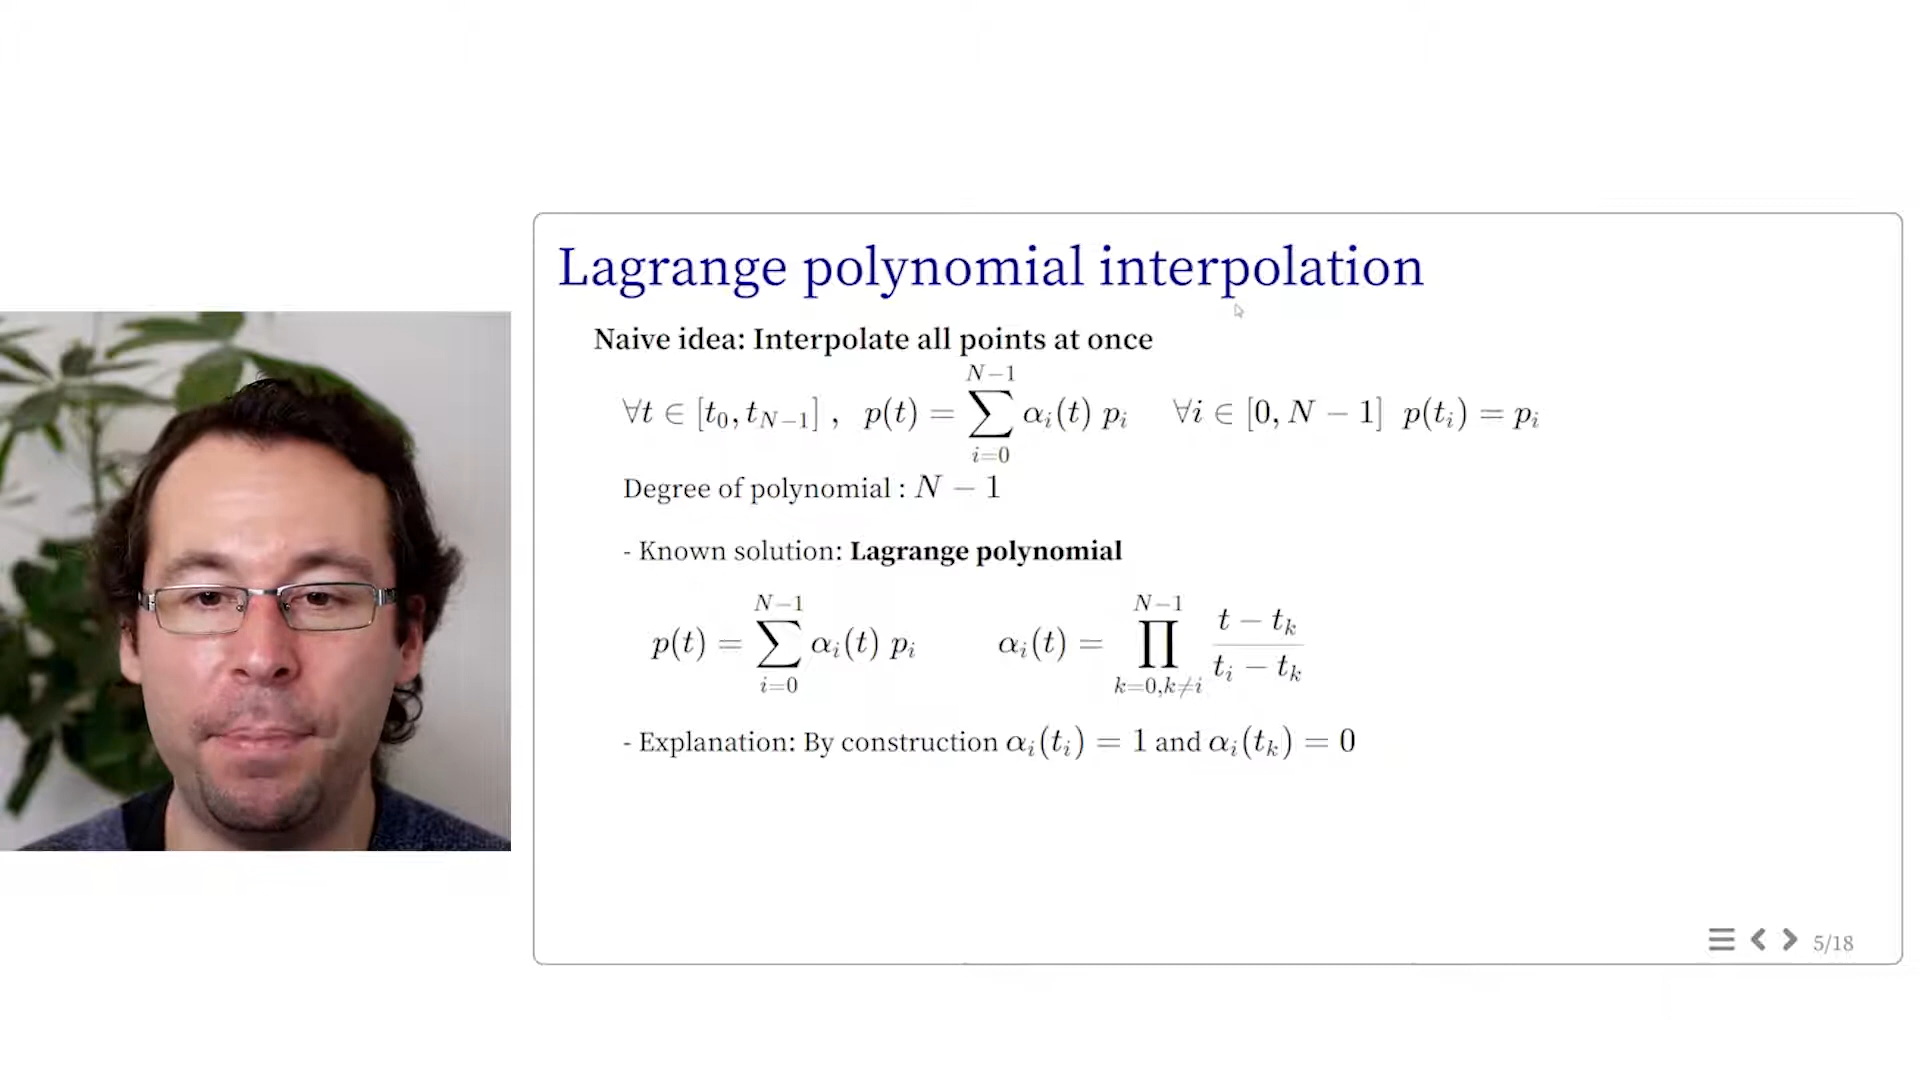 Lagrange polynomial interpolation
Naive idea: Interpolate all points at once
∀t ∈ [t₀, t_{N−1}] , p(t) = ∑_{i=0}^{N−1} α_i(t) p_i ∀i ∈ [0, N − 1] p(t_i) = p_i
Degree of polynomial : N − 1
- Known solution: Lagrange polynomial
p(t) = ∑_{i=0}^{N−1} α_i(t) p_i α_i(t) = ∏_{k=0,k≠i}^{N−1} (t − t_k)/(t_i − t_k)
- Explanation: By construction α_i(t_i) = 1 and α_i(t_k) = 0
5/18